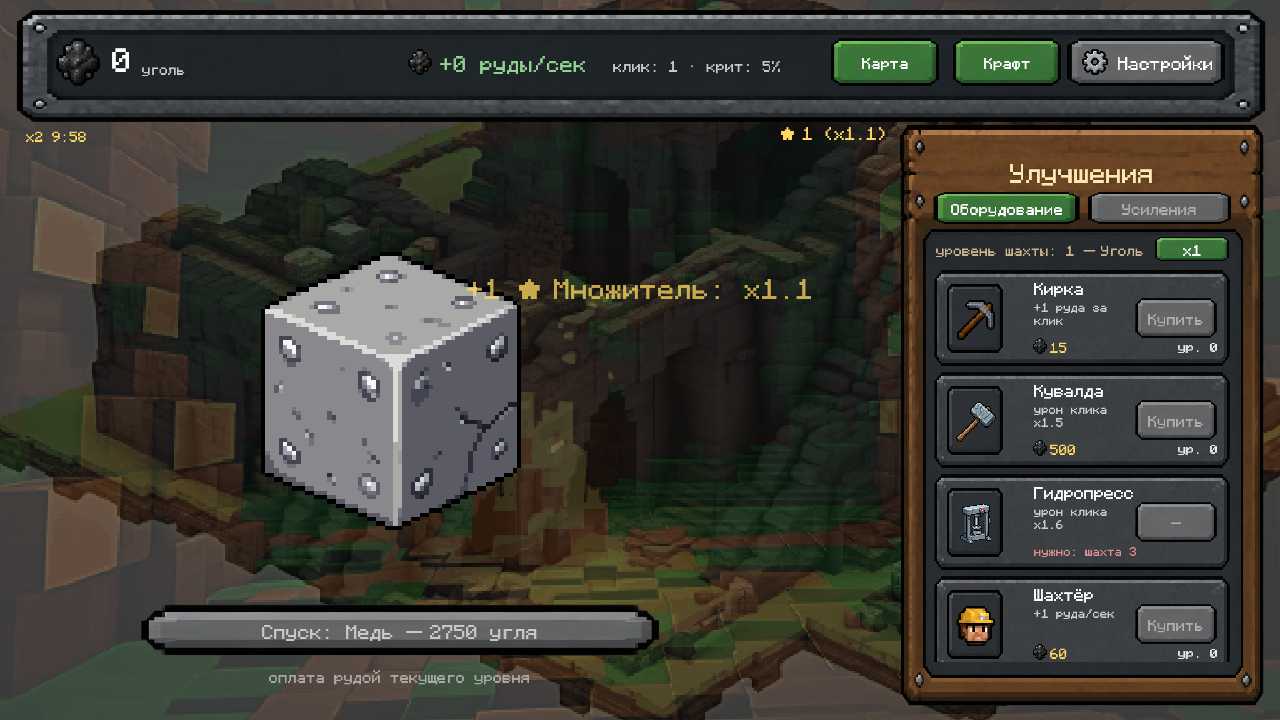 0 уголь
+0 руды/сек клик: 1 · крит: 5%
Карта
Крафт
Настройки
x2 9:58
1 (x1.1)
+1 Множитель: x1.1
Спуск: Медь — 2750 угля
оплата рудой текущего уровня
Улучшения
Оборудование
Усиления
уровень шахты: 1 — Уголь
x1
Кирка
+1 руда за
клик
15
Купить
ур. 0
Кувалда
урон клика
x1.5
500
Купить
ур. 0
Гидропресс
урон клика
x1.6
—
нужно: шахта 3
Шахтёр
+1 руда/сек
60
Купить
ур. 0